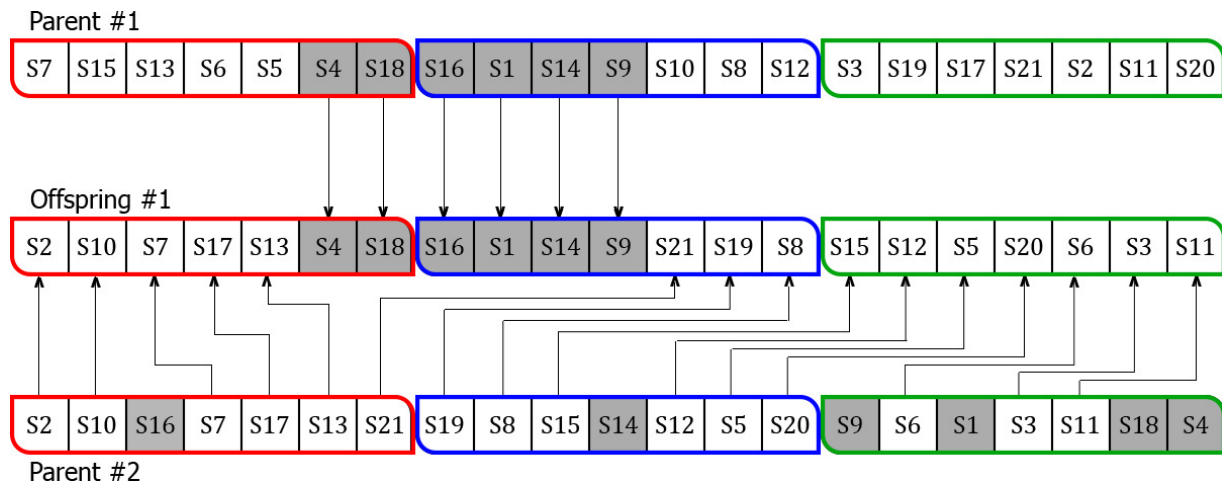 Parent #1
S7 S15 S13 S6 S5 S4 S18 S16 S1 S14 S9 S10 S8 S12 S3 S19 S17 S21 S2 S11 S20
Offspring #1
S2 S10 S7 S17 S13 S4 S18 S16 S1 S14 S9 S21 S19 S8 S15 S12 S5 S20 S6 S3 S11
S2 S10 S16 S7 S17 S13 S21 S19 S8 S15 S14 S12 S5 S20 S9 S6 S1 S3 S11 S18 S4
Parent #2